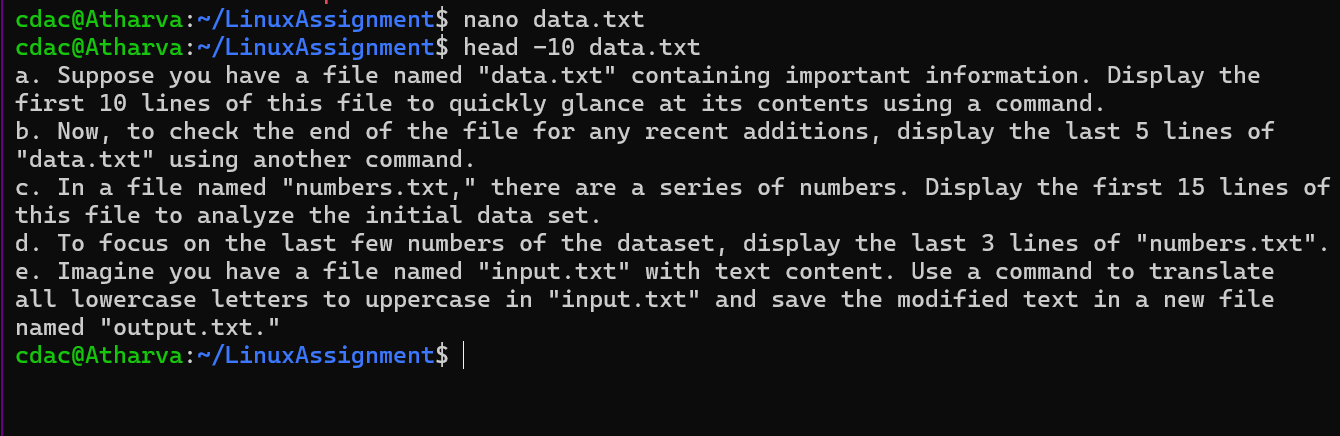 cdac@Atharva:~/LinuxAssignment$ nano data.txt
cdac@Atharva:~/LinuxAssignment$ head -10 data.txt
a. Suppose you have a file named "data.txt" containing important information. Display the
first 10 lines of this file to quickly glance at its contents using a command.
b. Now, to check the end of the file for any recent additions, display the last 5 lines of
"data.txt" using another command.
c. In a file named "numbers.txt," there are a series of numbers. Display the first 15 lines of
this file to analyze the initial data set.
d. To focus on the last few numbers of the dataset, display the last 3 lines of "numbers.txt".
e. Imagine you have a file named "input.txt" with text content. Use a command to translate
all lowercase letters to uppercase in "input.txt" and save the modified text in a new file
named "output.txt."
cdac@Atharva:~/LinuxAssignment$